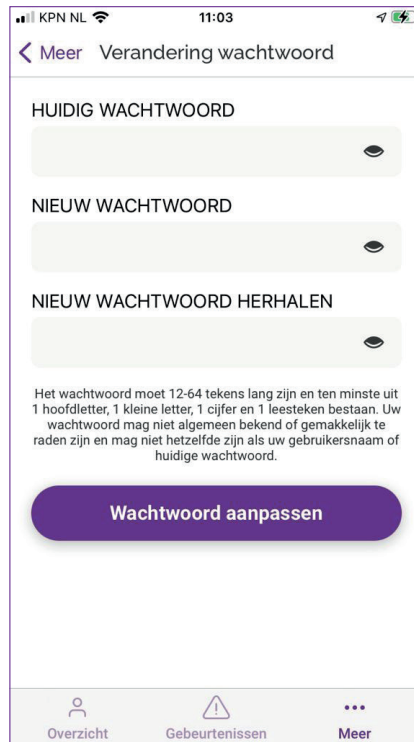 KPN NL 11:03
Meer Verandering wachtwoord
HUIDIG WACHTWOORD
NIEUW WACHTWOORD
NIEUW WACHTWOORD HERHALEN
Het wachtwoord moet 12-64 tekens lang zijn en ten minste uit
1 hoofdletter, 1 kleine letter, 1 cijfer en 1 leesteken bestaan. Uw
wachtwoord mag niet algemeen bekend of gemakkelijk te
raden zijn en mag niet hetzelfde zijn als uw gebruikersnaam of
huidige wachtwoord.
Wachtwoord aanpassen
Overzicht Gebeurtenissen Meer